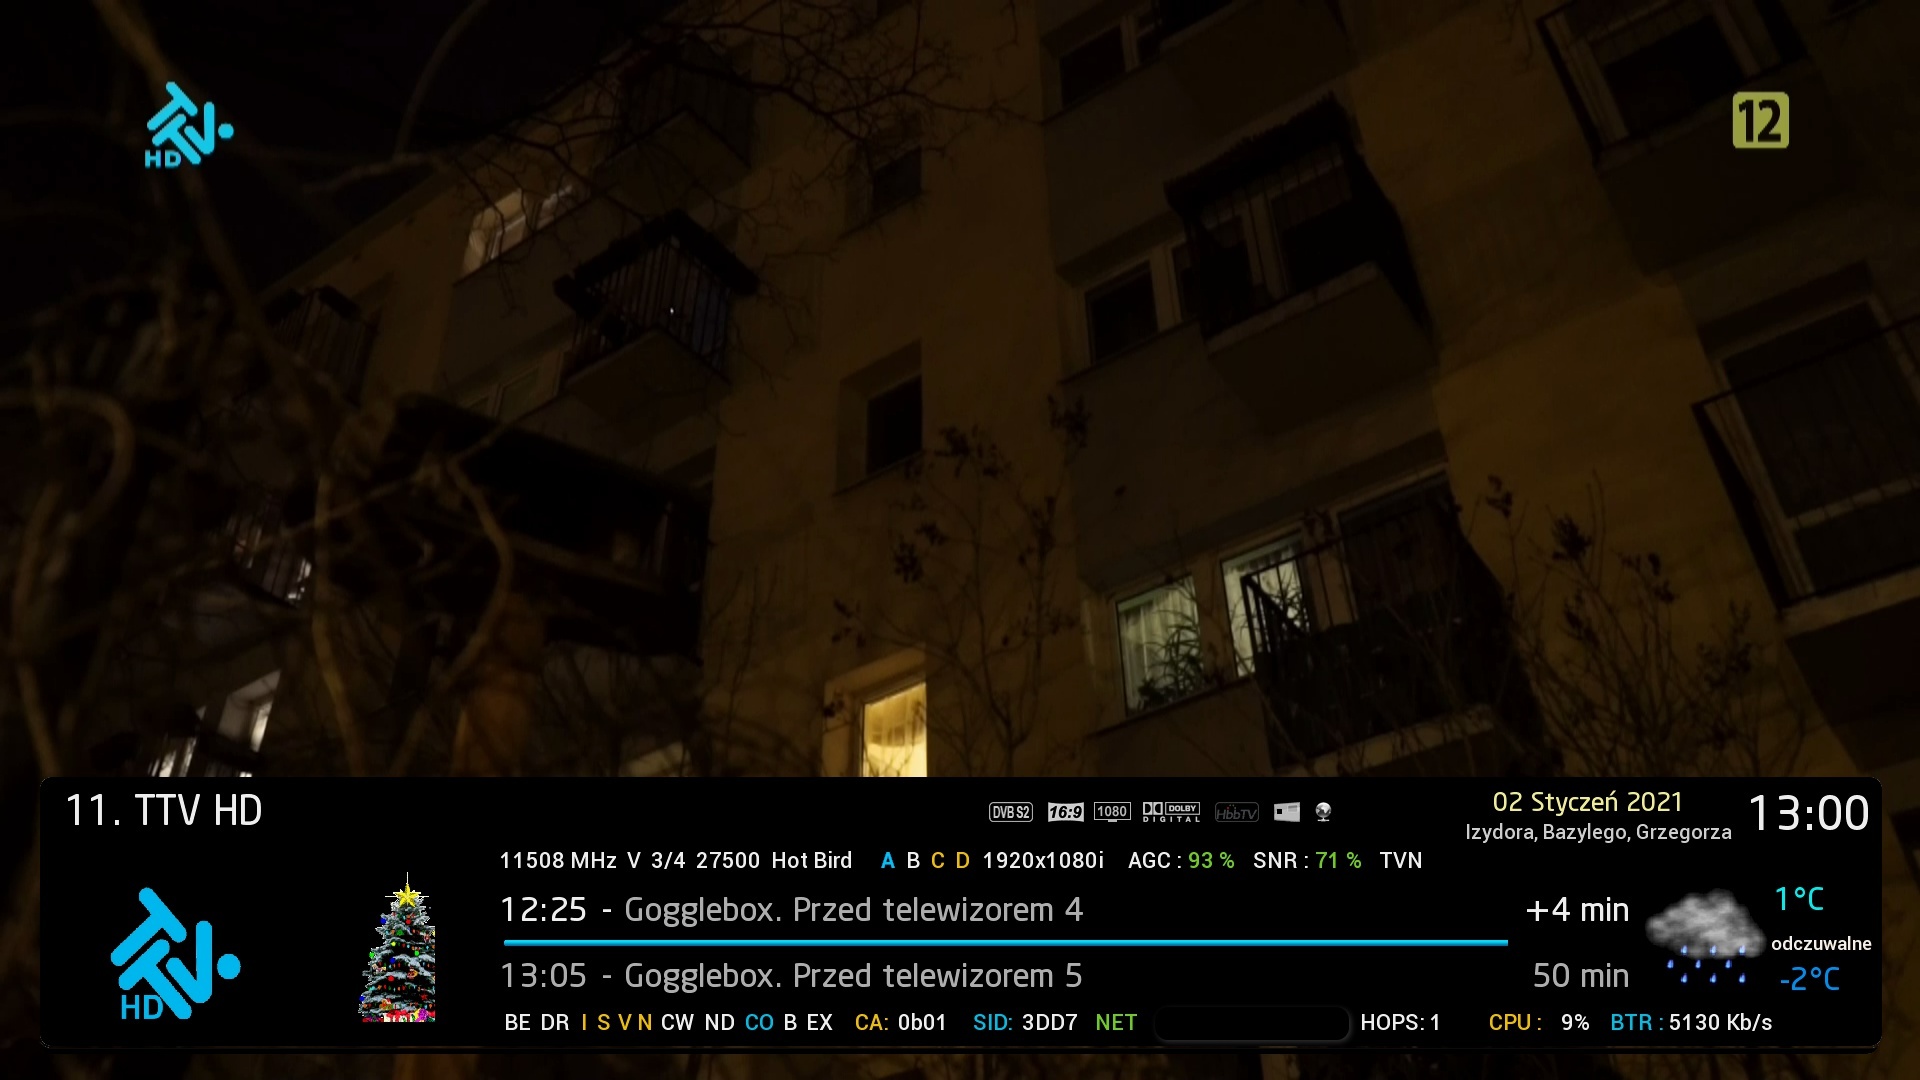 TTV
HD
12
11. TTV HD
DVB S2 16:9 1080 DOLBY DIGITAL HbbTV
02 Styczeń 2021
13:00
Izydora, Bazylego, Grzegorza
11508 MHz V 3/4 27500 Hot Bird A B C D 1920x1080i AGC : 93 % SNR : 71 % TVN
TTV
HD
12:25 - Gogglebox. Przed telewizorem 4 +4 min
1°C
odczuwalne
13:05 - Gogglebox. Przed telewizorem 5 50 min
-2°C
BE DR I S V N CW ND CO B EX CA: 0b01 SID: 3DD7 NET HOPS: 1 CPU : 9% BTR : 5130 Kb/s